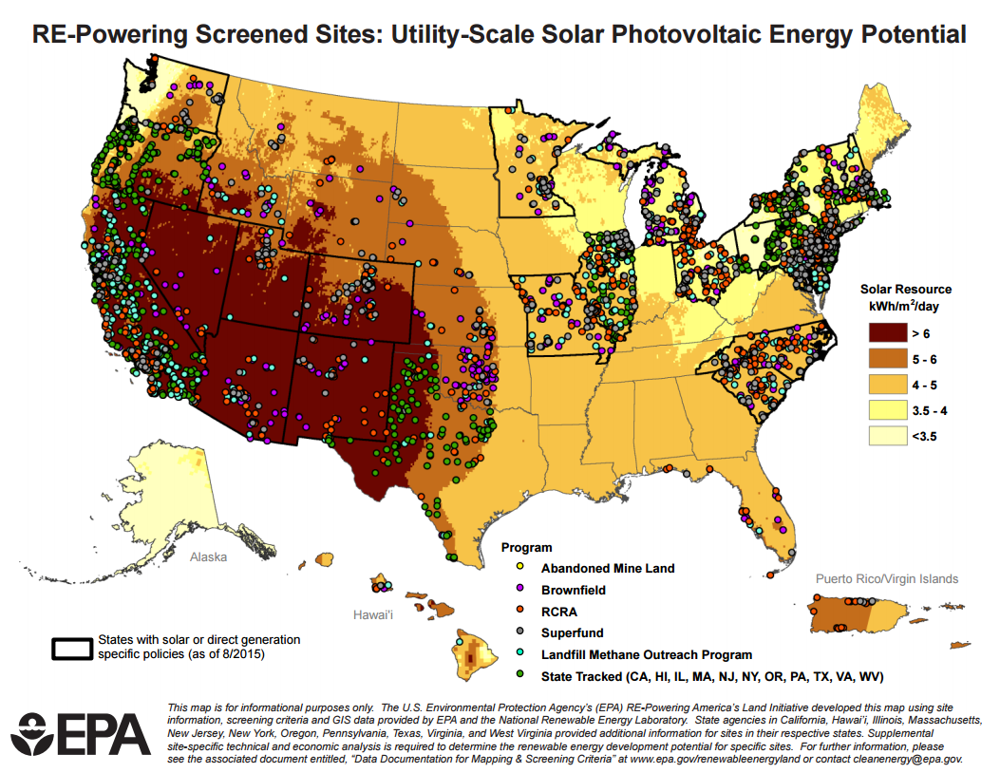 RE-Powering Screened Sites: Utility-Scale Solar Photovoltaic Energy Potential
Solar Resource
kWh/m²/day
> 6
5 - 6
4 - 5
3.5 - 4
<3.5
Alaska
Hawai'i
Puerto Rico/Virgin Islands
Program
Abandoned Mine Land
Brownfield
RCRA
Superfund
Landfill Methane Outreach Program
State Tracked (CA, HI, IL, MA, NJ, NY, OR, PA, TX, VA, WV)
States with solar or direct generation
specific policies (as of 8/2015)
EPA
This map is for informational purposes only. The U.S. Environmental Protection Agency's (EPA) RE-Powering America's Land Initiative developed this map using site
information, screening criteria and GIS data provided by EPA and the National Renewable Energy Laboratory. State agencies in California, Hawai'i, Illinois, Massachusetts,
New Jersey, New York, Oregon, Pennsylvania, Texas, Virginia, and West Virginia provided additional information for sites in their respective states. Supplemental
site-specific technical and economic analysis is required to determine the renewable energy development potential for specific sites. For further information, please
see the associated document entitled, "Data Documentation for Mapping & Screening Criteria" at www.epa.gov/renewableenergyland or contact cleanenergy@epa.gov.